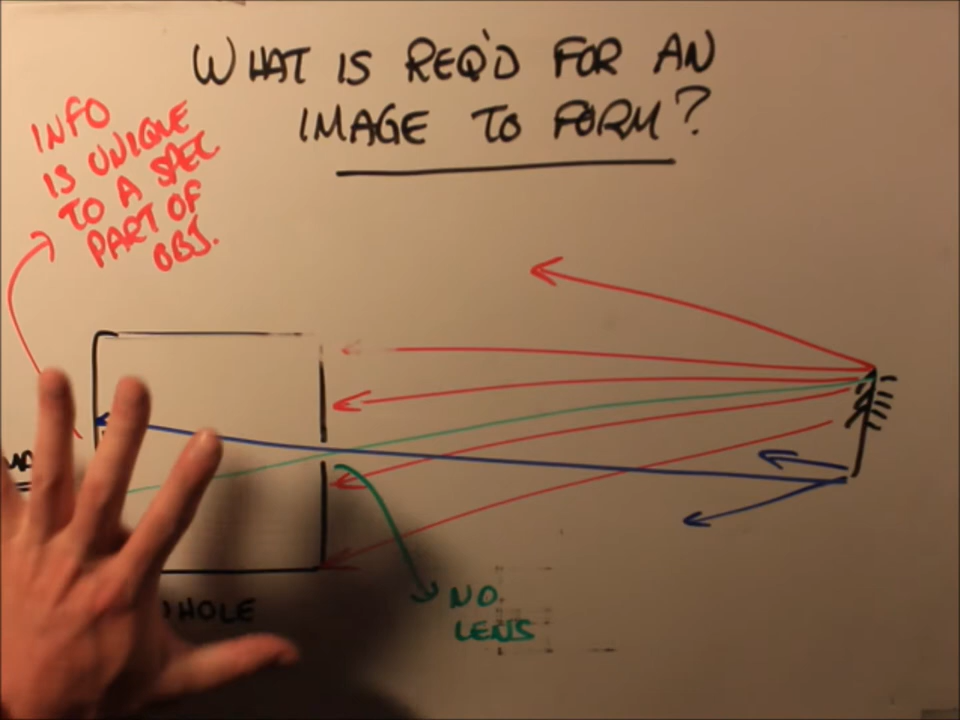 WHAT IS REQ'D FOR AN
IMAGE TO FORM?
INFO
IS UNIQUE
TO A SPEC.
PART OF
OBJ.
NO
LENS